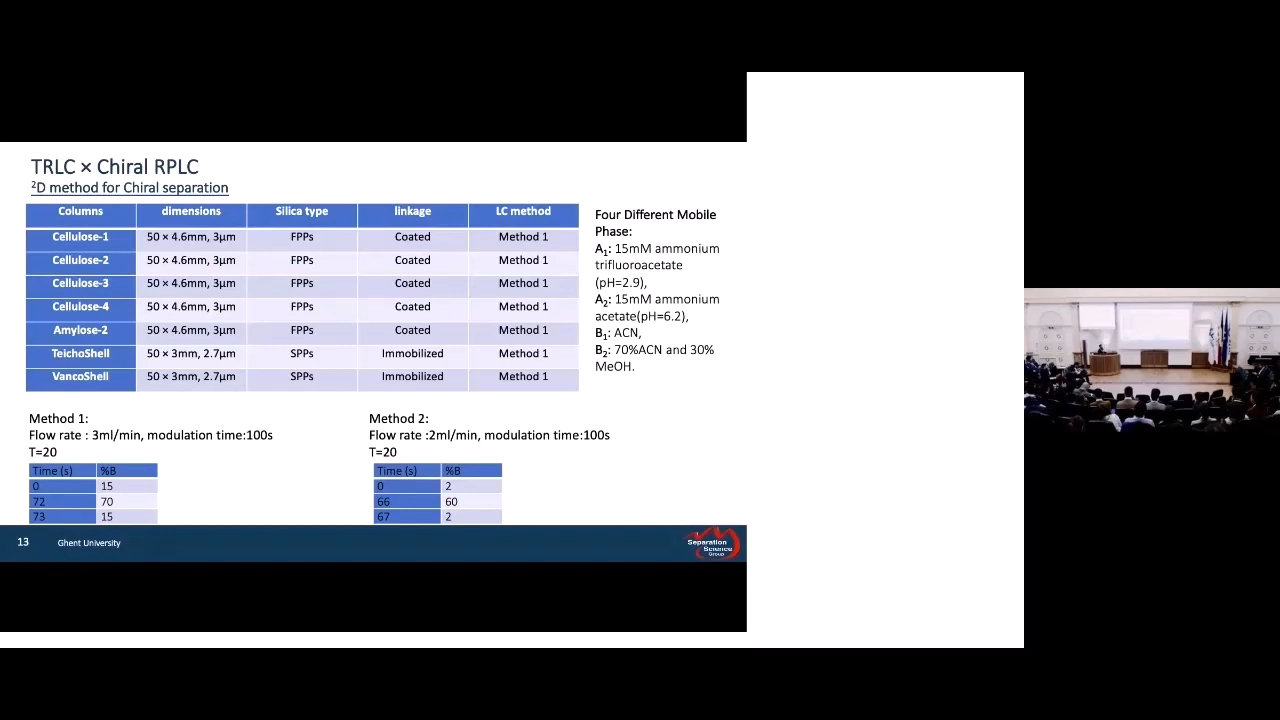 TRLC × Chiral RPLC
²D method for Chiral separation
Columns dimensions Silica type linkage LC method
Cellulose-1 50 × 4.6mm, 3µm FPPs Coated Method 1
Cellulose-2 50 × 4.6mm, 3µm FPPs Coated Method 1
Cellulose-3 50 × 4.6mm, 3µm FPPs Coated Method 1
Cellulose-4 50 × 4.6mm, 3µm FPPs Coated Method 1
Amylose-2 50 × 4.6mm, 3µm FPPs Coated Method 1
TeichoShell 50 × 3mm, 2.7µm SPPs Immobilized Method 1
VancoShell 50 × 3mm, 2.7µm SPPs Immobilized Method 1
Four Different Mobile
Phase:
A₁: 15mM ammonium
trifluoroacetate
(pH=2.9),
A₂: 15mM ammonium
acetate(pH=6.2),
B₁: ACN,
B₂: 70%ACN and 30%
MeOH.
Method 1:
Flow rate : 3ml/min, modulation time:100s
T=20
Time (s) %B
0 15
72 70
73 15
Method 2:
Flow rate :2ml/min, modulation time:100s
T=20
Time (s) %B
0 2
66 60
67 2
13 Ghent University
Separation
Science
Group